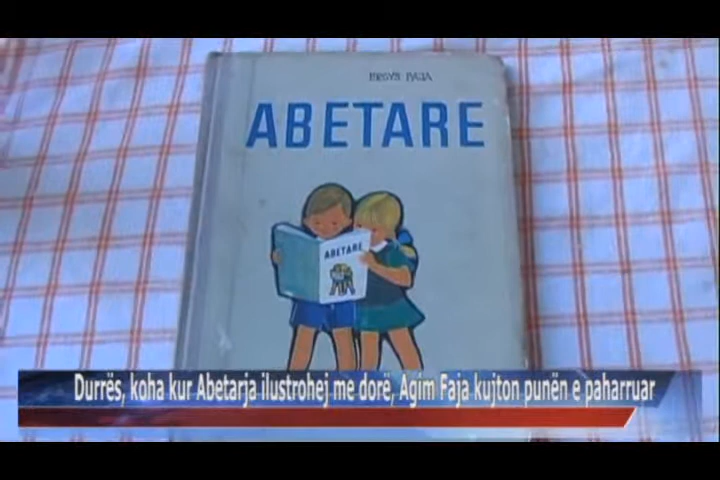 ABETARE
ABETARE
Durrës, koha kur Abetarja ilustrohej me dorë, Agim Faja kujton punën e paharruar